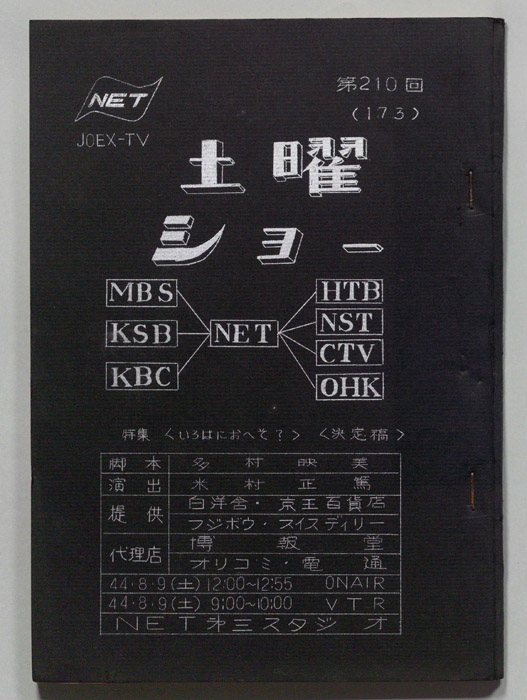 NET
JOEX-TV
第210回
(173)
土曜
ショー
MBS
KSB
KBC
NET
HTB
NST
CTV
OHK
特集 〈いろはにおへそ?〉 〈決定稿〉
脚本 多村映美
演出 米村正篤
提供 白洋舎・京王百貨店
フジボウ・スイスディリー
代理店 博報堂
オリコミ・電通
44・8・9(土) 12:00~12:55 ONAIR
44・8・9(土) 9:00~10:00 VTR
NET第三スタジオ